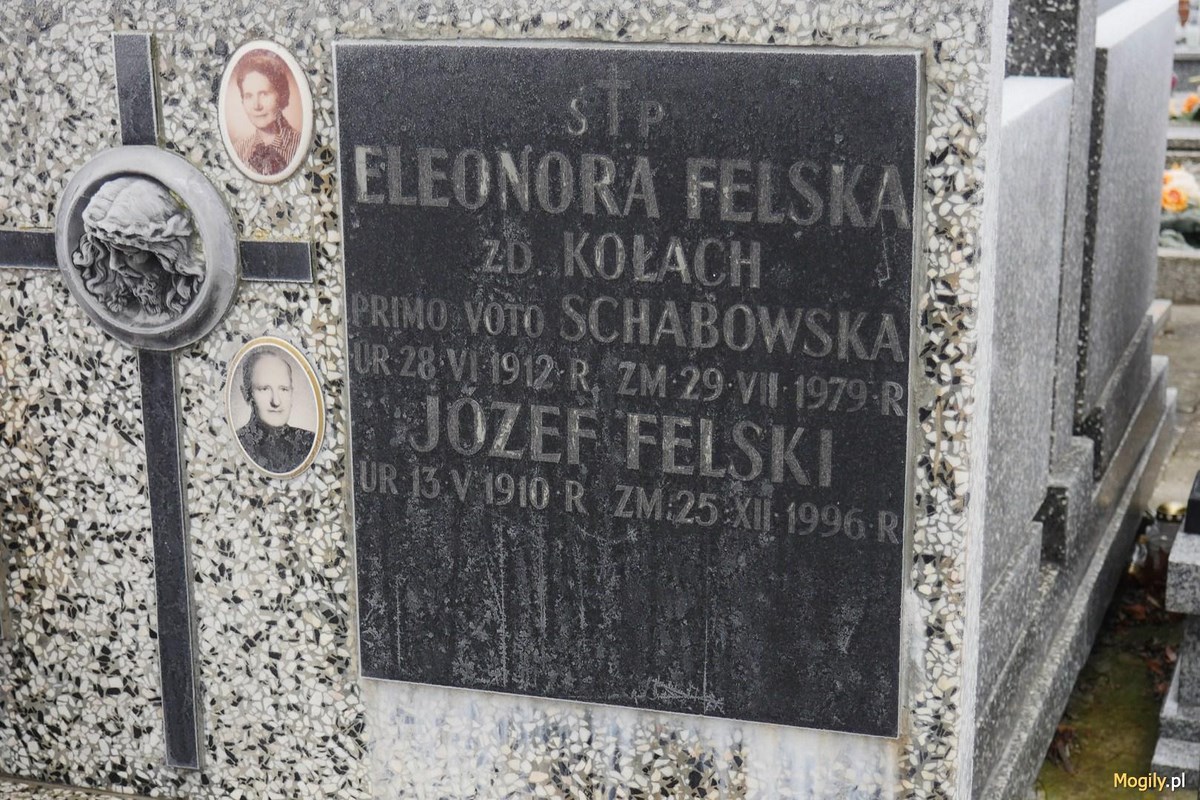 S † P
ELEONORA FELSKA
ZD. KOŁACH
PRIMO VOTO SCHABOWSKA
UR 28·VI 1912·R. ZM·29·VII·1979·R
JÓZEF FELSKI
UR 13·V 1910·R ZM·25·XII·1996·R
Mogily.pl